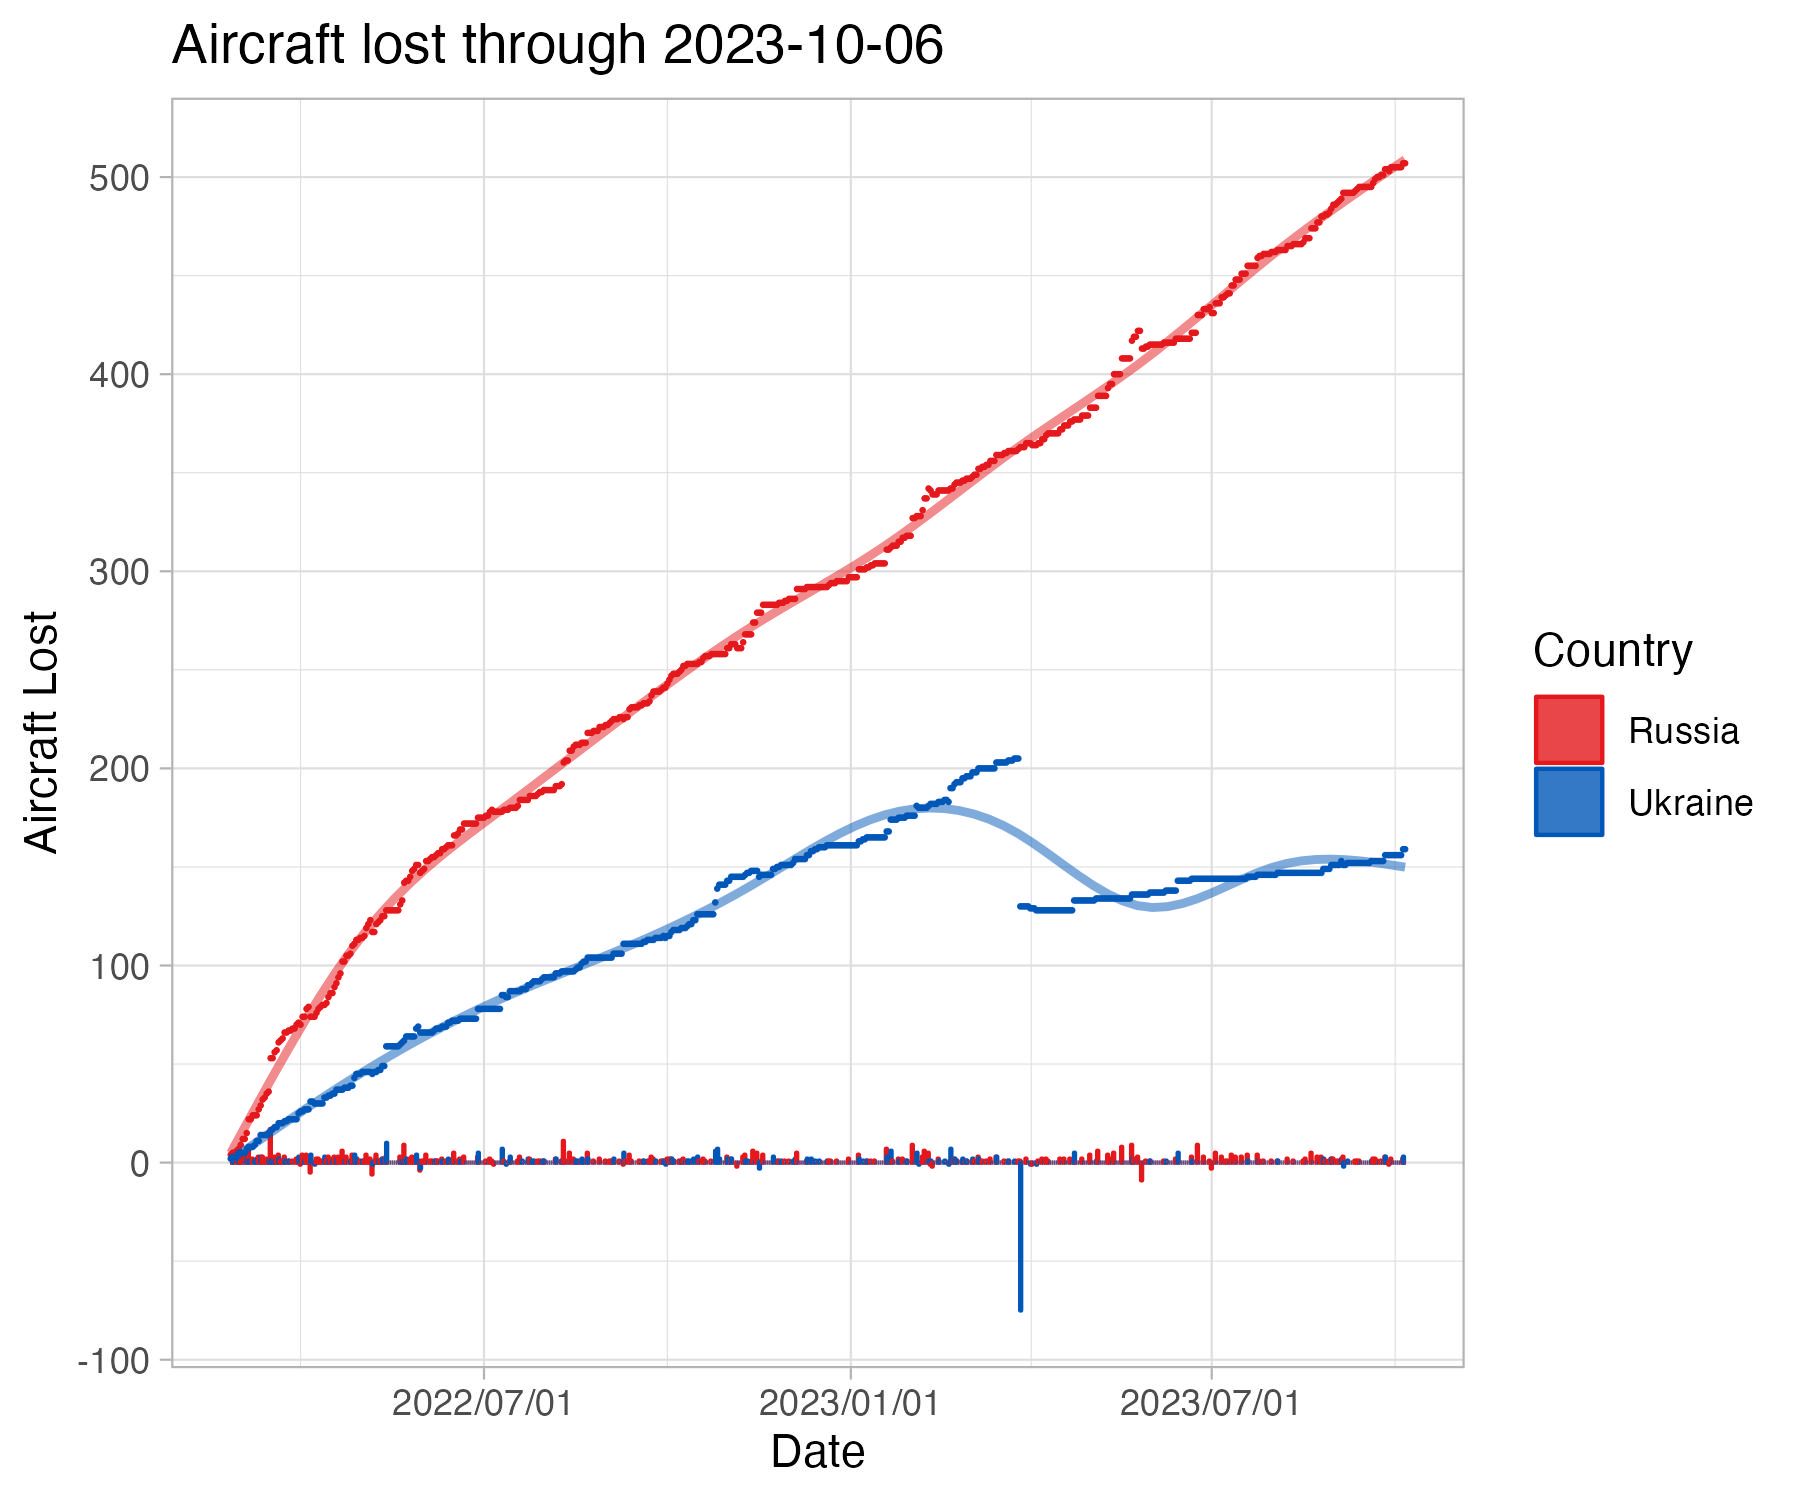 Aircraft lost through 2023-10-06
500
400
300
200
100
0
-100
Aircraft Lost
2022/07/01
2023/01/01
2023/07/01
Date
Country
Russia
Ukraine